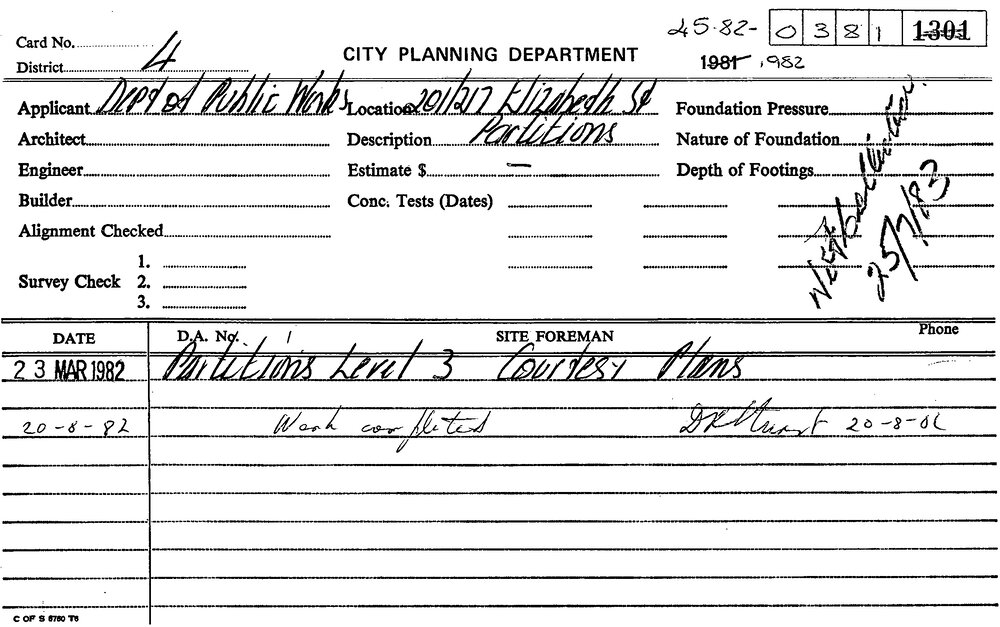 45·82- 0 3 8 1 1301
Card No.
District 4
CITY PLANNING DEPARTMENT
1981 1982
Applicant Dept of Public Works Location 201/217 Elizabeth St Foundation Pressure
Architect Description Partitions Nature of Foundation
Engineer Estimate $ — Depth of Footings
Builder Conc. Tests (Dates)
Alignment Checked
25/7/83
Survey Check 1.
2.
3.
DATE D.A. No. SITE FOREMAN Phone
23 MAR 1982 Partitions Level 3 Courtesy Plans
20-8-82 Work completed 20-8-82
C OF S 5760 T6